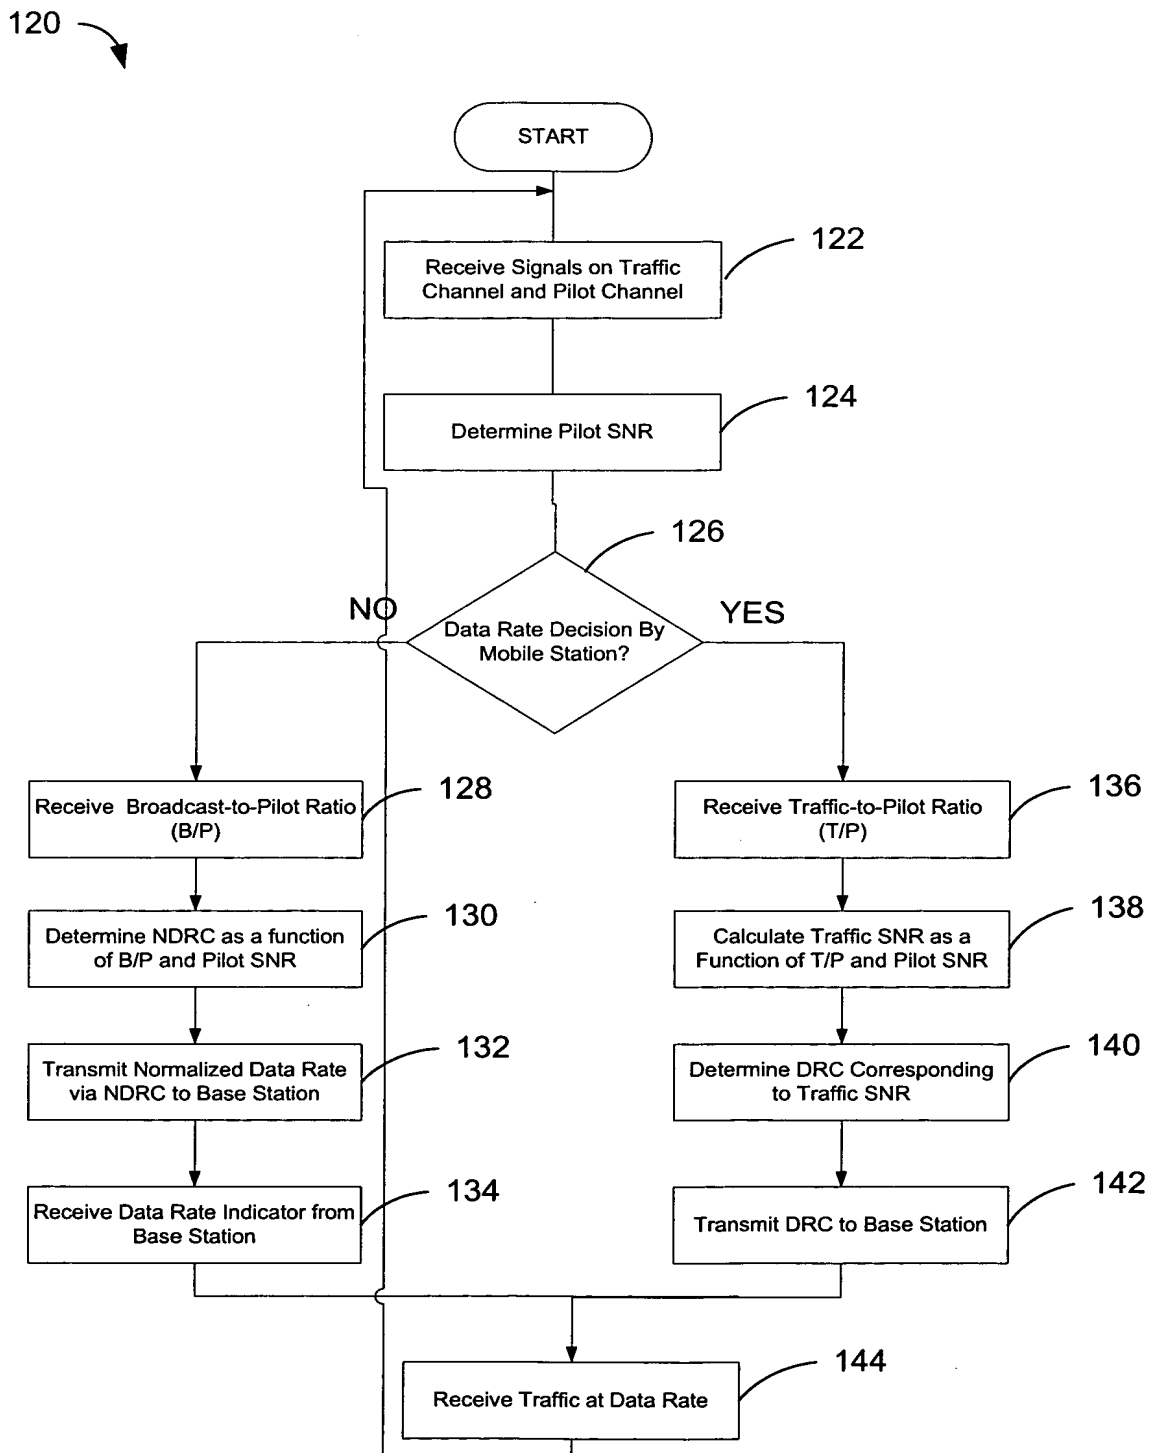 120
START
122
Receive Signals on Traffic
Channel and Pilot Channel
124
Determine Pilot SNR
126
NO
YES
Data Rate Decision By
Mobile Station?
128
Receive Broadcast-to-Pilot Ratio
(B/P)
136
Receive Traffic-to-Pilot Ratio
(T/P)
130
Determine NDRC as a function
of B/P and Pilot SNR
138
Calculate Traffic SNR as a
Function of T/P and Pilot SNR
132
Transmit Normalized Data Rate
via NDRC to Base Station
140
Determine DRC Corresponding
to Traffic SNR
134
Receive Data Rate Indicator from
Base Station
142
Transmit DRC to Base Station
144
Receive Traffic at Data Rate